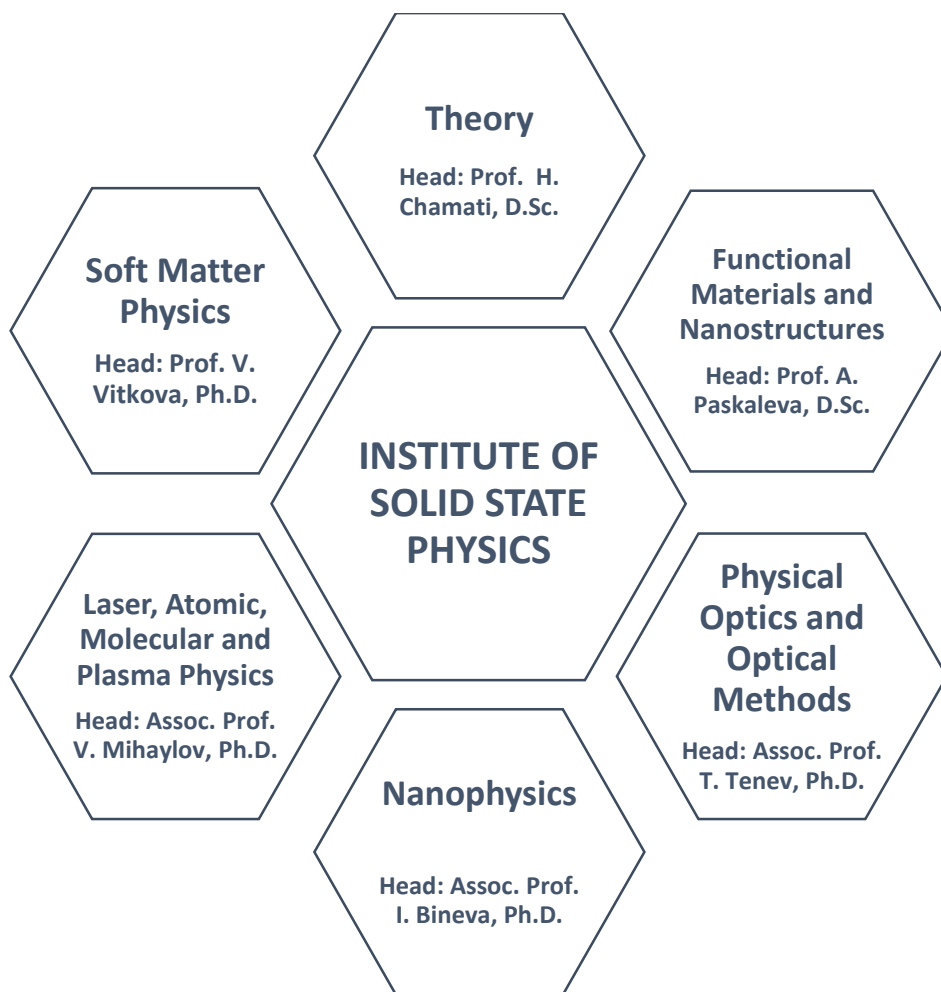 Theory
Head: Prof. H.
Chamati, D.Sc.
Soft Matter
Physics
Head: Prof. V.
Vitkova, Ph.D.
Functional
Materials and
Nanostructures
Head: Prof. A.
Paskaleva, D.Sc.
INSTITUTE OF
SOLID STATE
PHYSICS
Laser, Atomic,
Molecular and
Plasma Physics
Head: Assoc. Prof.
V. Mihaylov, Ph.D.
Physical
Optics and
Optical
Methods
Head: Assoc. Prof.
T. Tenev, Ph.D.
Nanophysics
Head: Assoc. Prof.
I. Bineva, Ph.D.